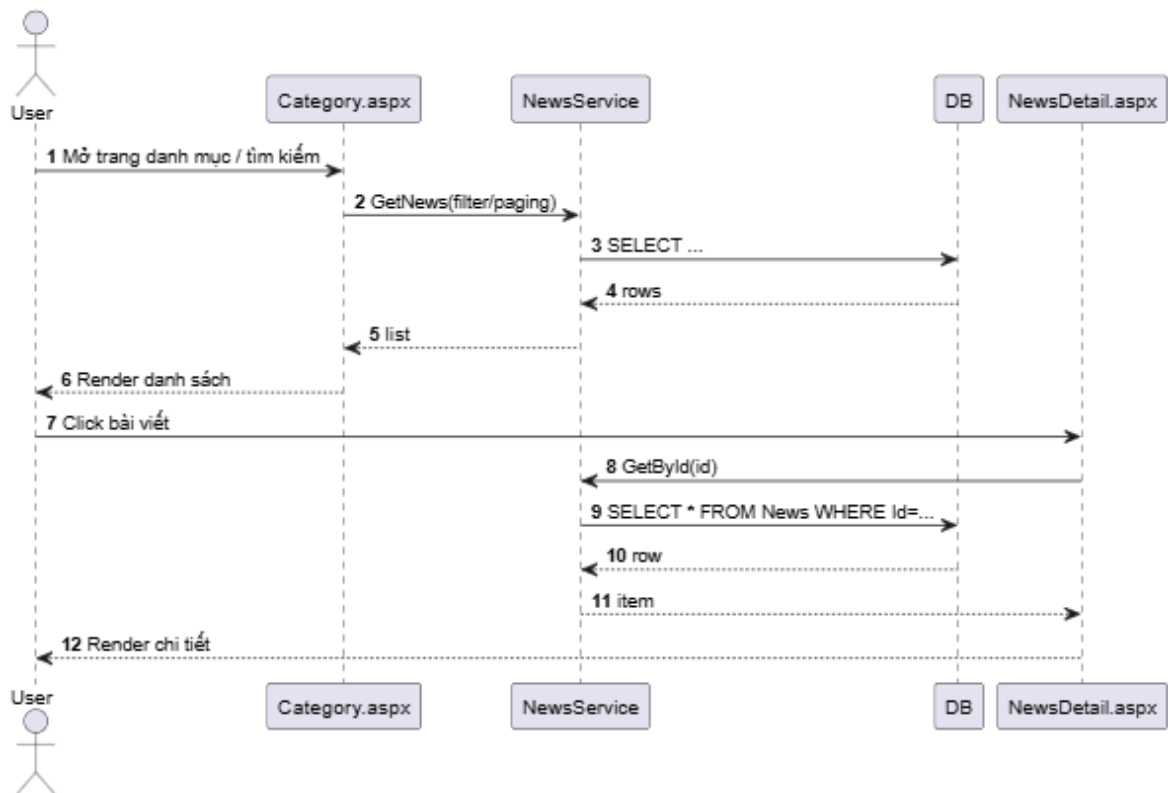 User
Category.aspx
NewsService
DB
NewsDetail.aspx
1 Mở trang danh mục / tìm kiếm
2 GetNews(filter/paging)
3 SELECT ...
4 rows
5 list
6 Render danh sách
7 Click bài viết
8 GetById(id)
9 SELECT * FROM News WHERE Id=...
10 row
11 item
12 Render chi tiết
User
Category.aspx
NewsService
DB
NewsDetail.aspx